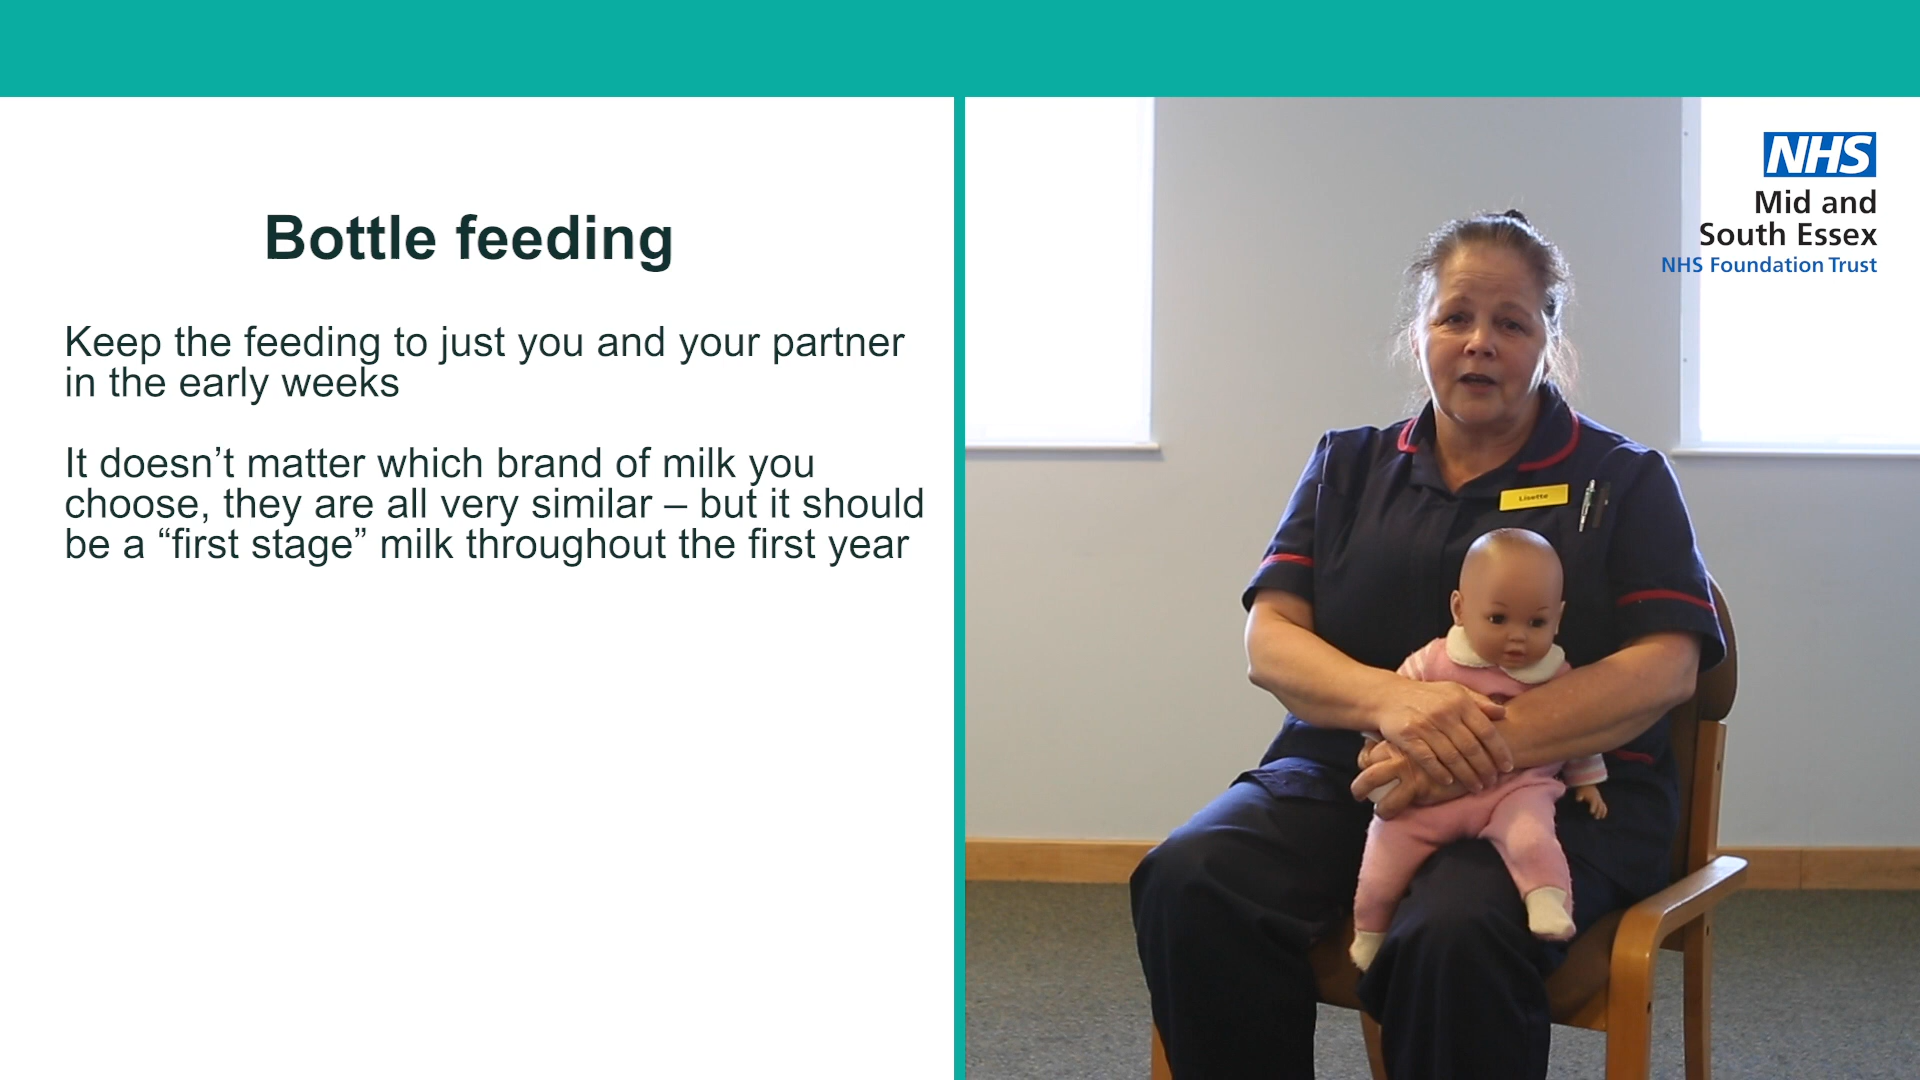 Bottle feeding
Keep the feeding to just you and your partner
in the early weeks
It doesn’t matter which brand of milk you
choose, they are all very similar – but it should
be a “first stage” milk throughout the first year
NHS
Mid and
South Essex
NHS Foundation Trust
Lisette